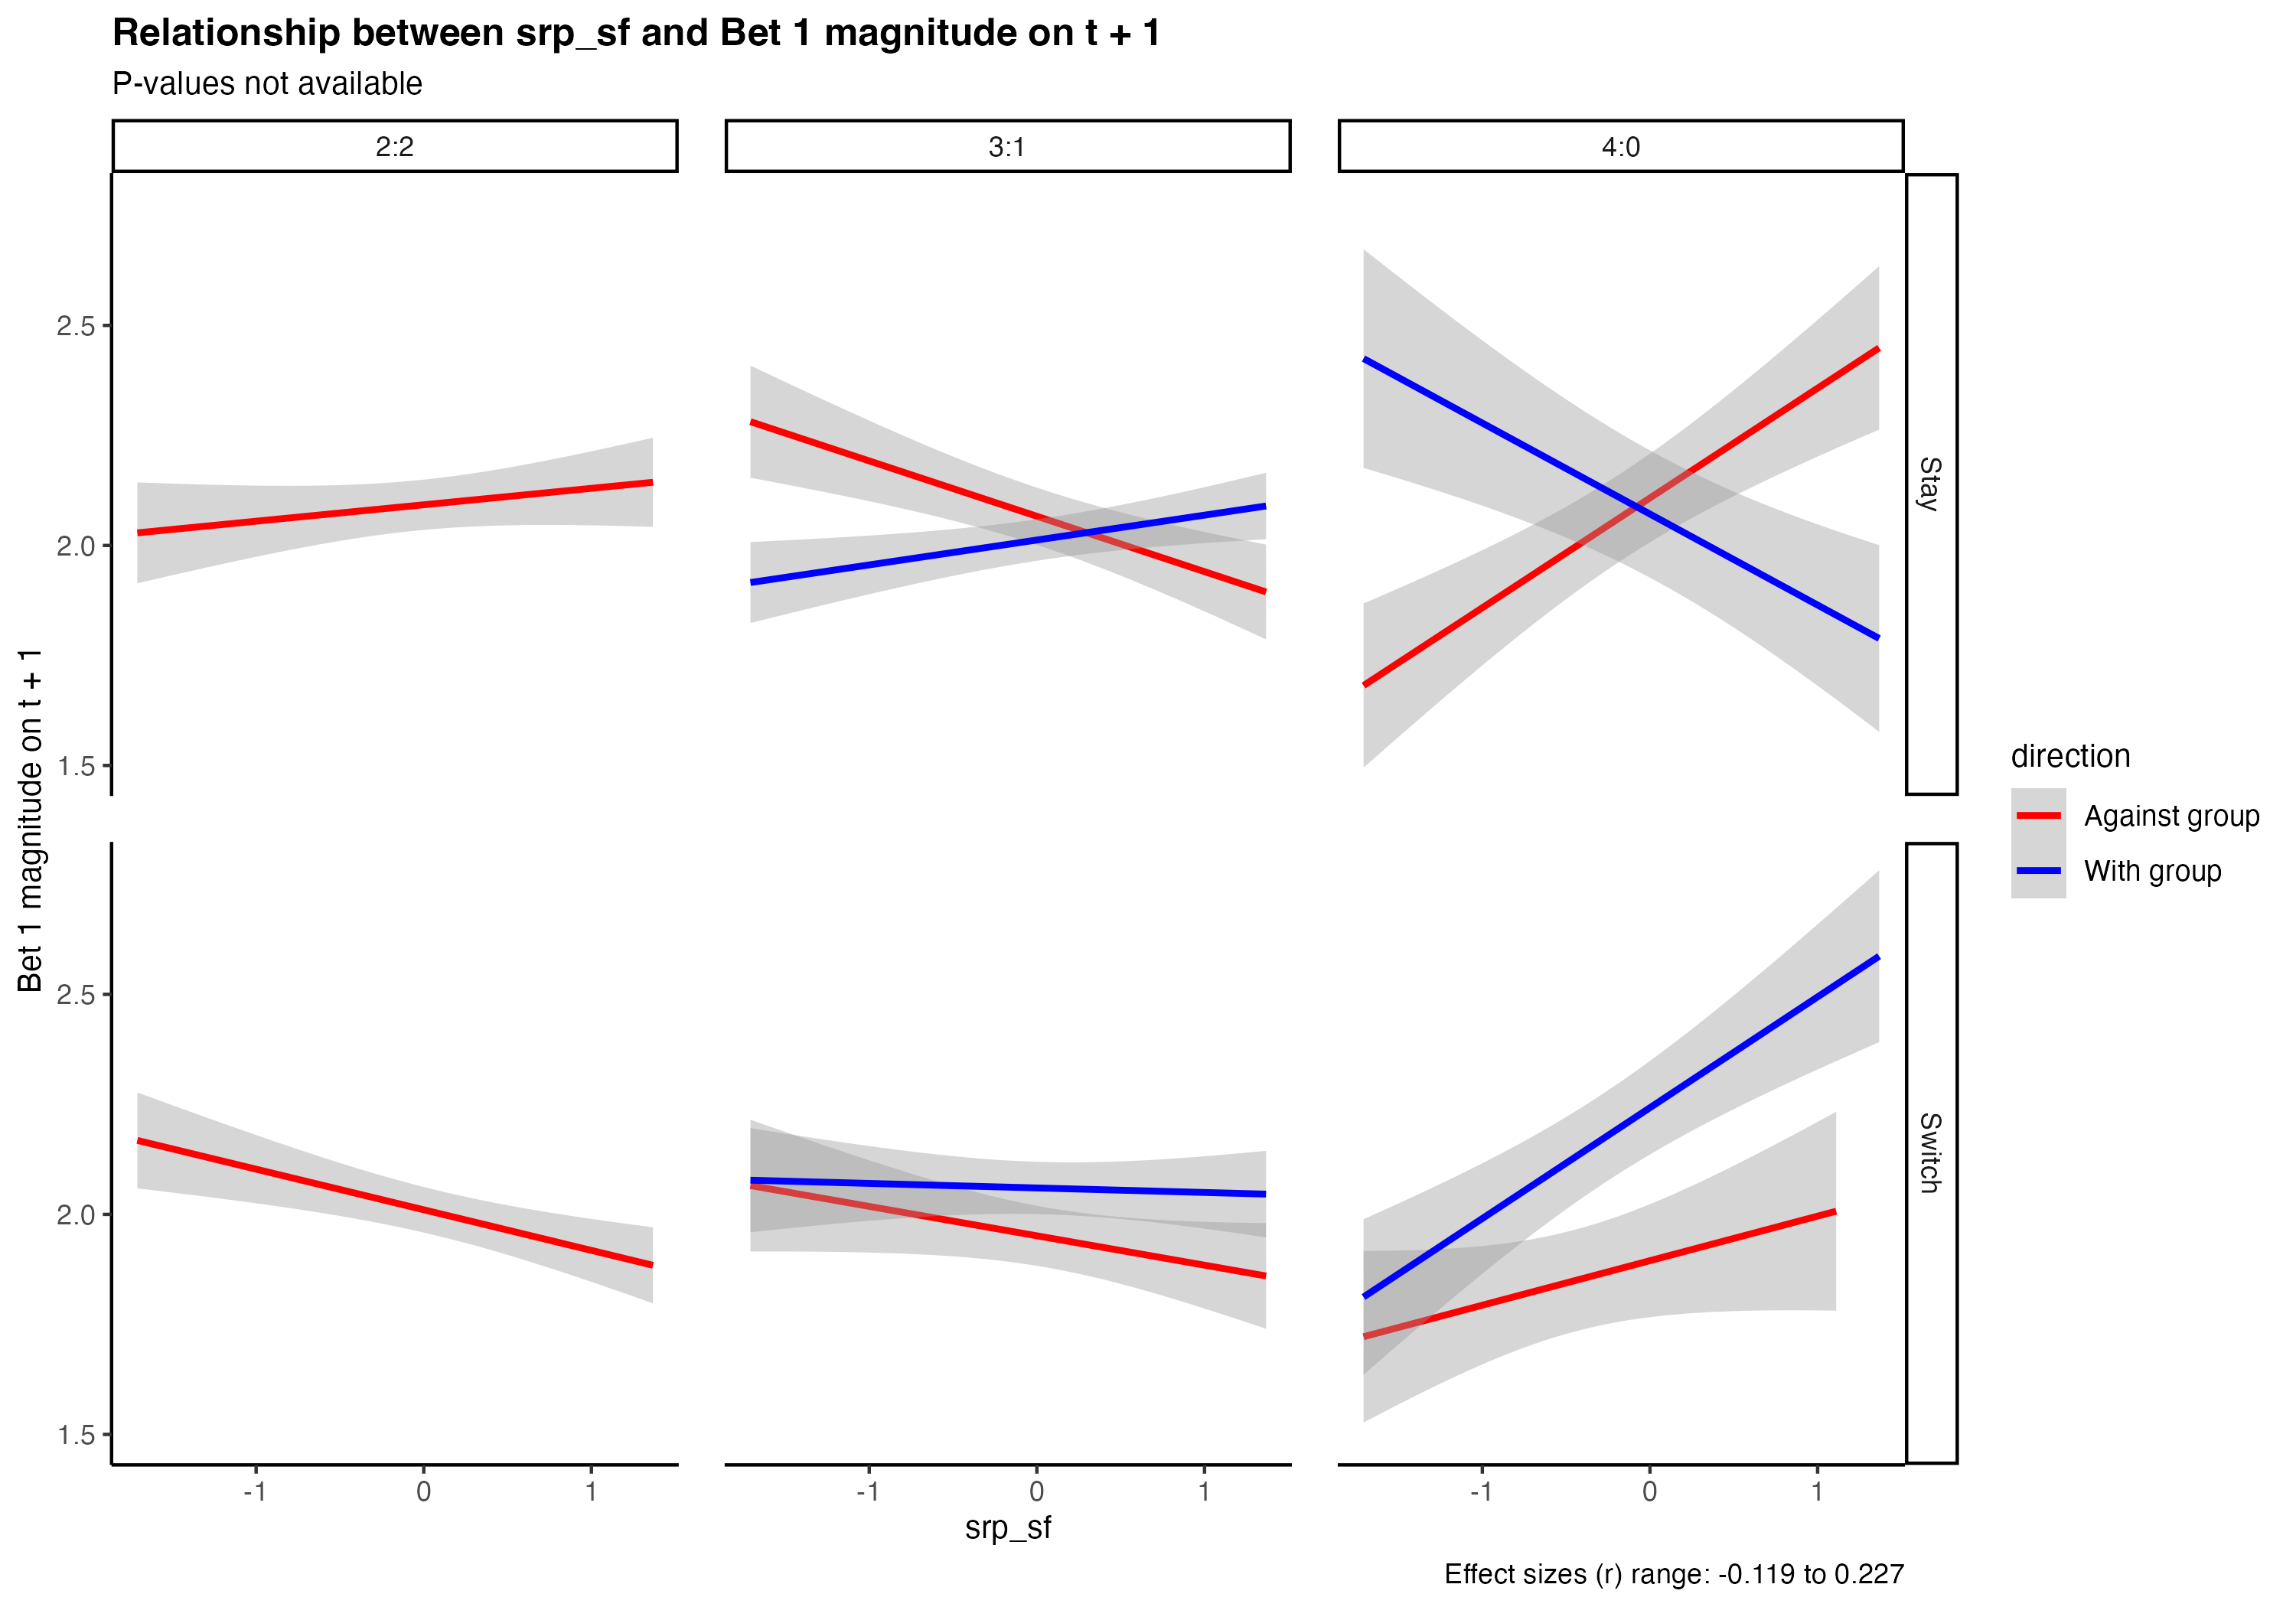 Relationship between srp_sf and Bet 1 magnitude on t + 1
P-values not available
2:2
3:1
4:0
Bet 1 magnitude on t + 1
2.5
2.0
1.5
Stay
2.5
2.0
1.5
Switch
-1
0
1
-1
0
1
-1
0
1
srp_sf
direction
Against group
With group
Effect sizes (r) range: -0.119 to 0.227